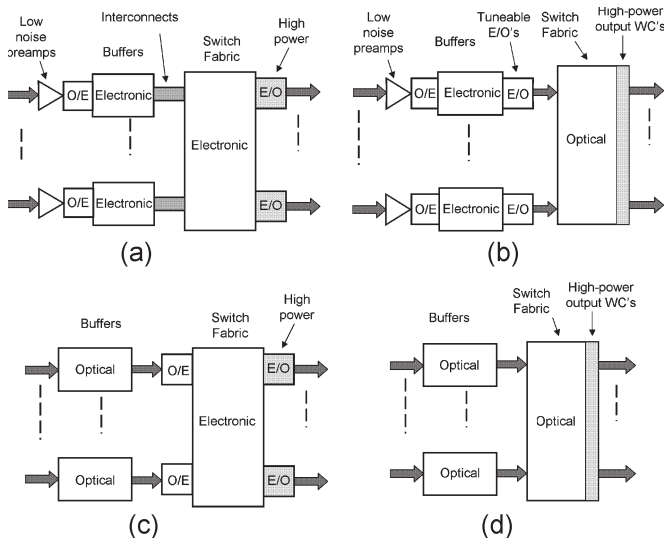 Low
noise
preamps
Interconnects
Buffers
Switch
Fabric
High
power
O/E
Electronic
Electronic
E/O
O/E
Electronic
E/O
(a)
Low
noise
preamps
Buffers
Tuneable
E/O's
Switch
Fabric
High-power
output WC's
O/E
Electronic
E/O
Optical
O/E
Electronic
E/O
(b)
Buffers
Switch
Fabric
High
power
Optical
O/E
E/O
Electronic
Optical
O/E
E/O
(c)
Buffers
Switch
Fabric
High-power
output WC's
Optical
Optical
Optical
(d)